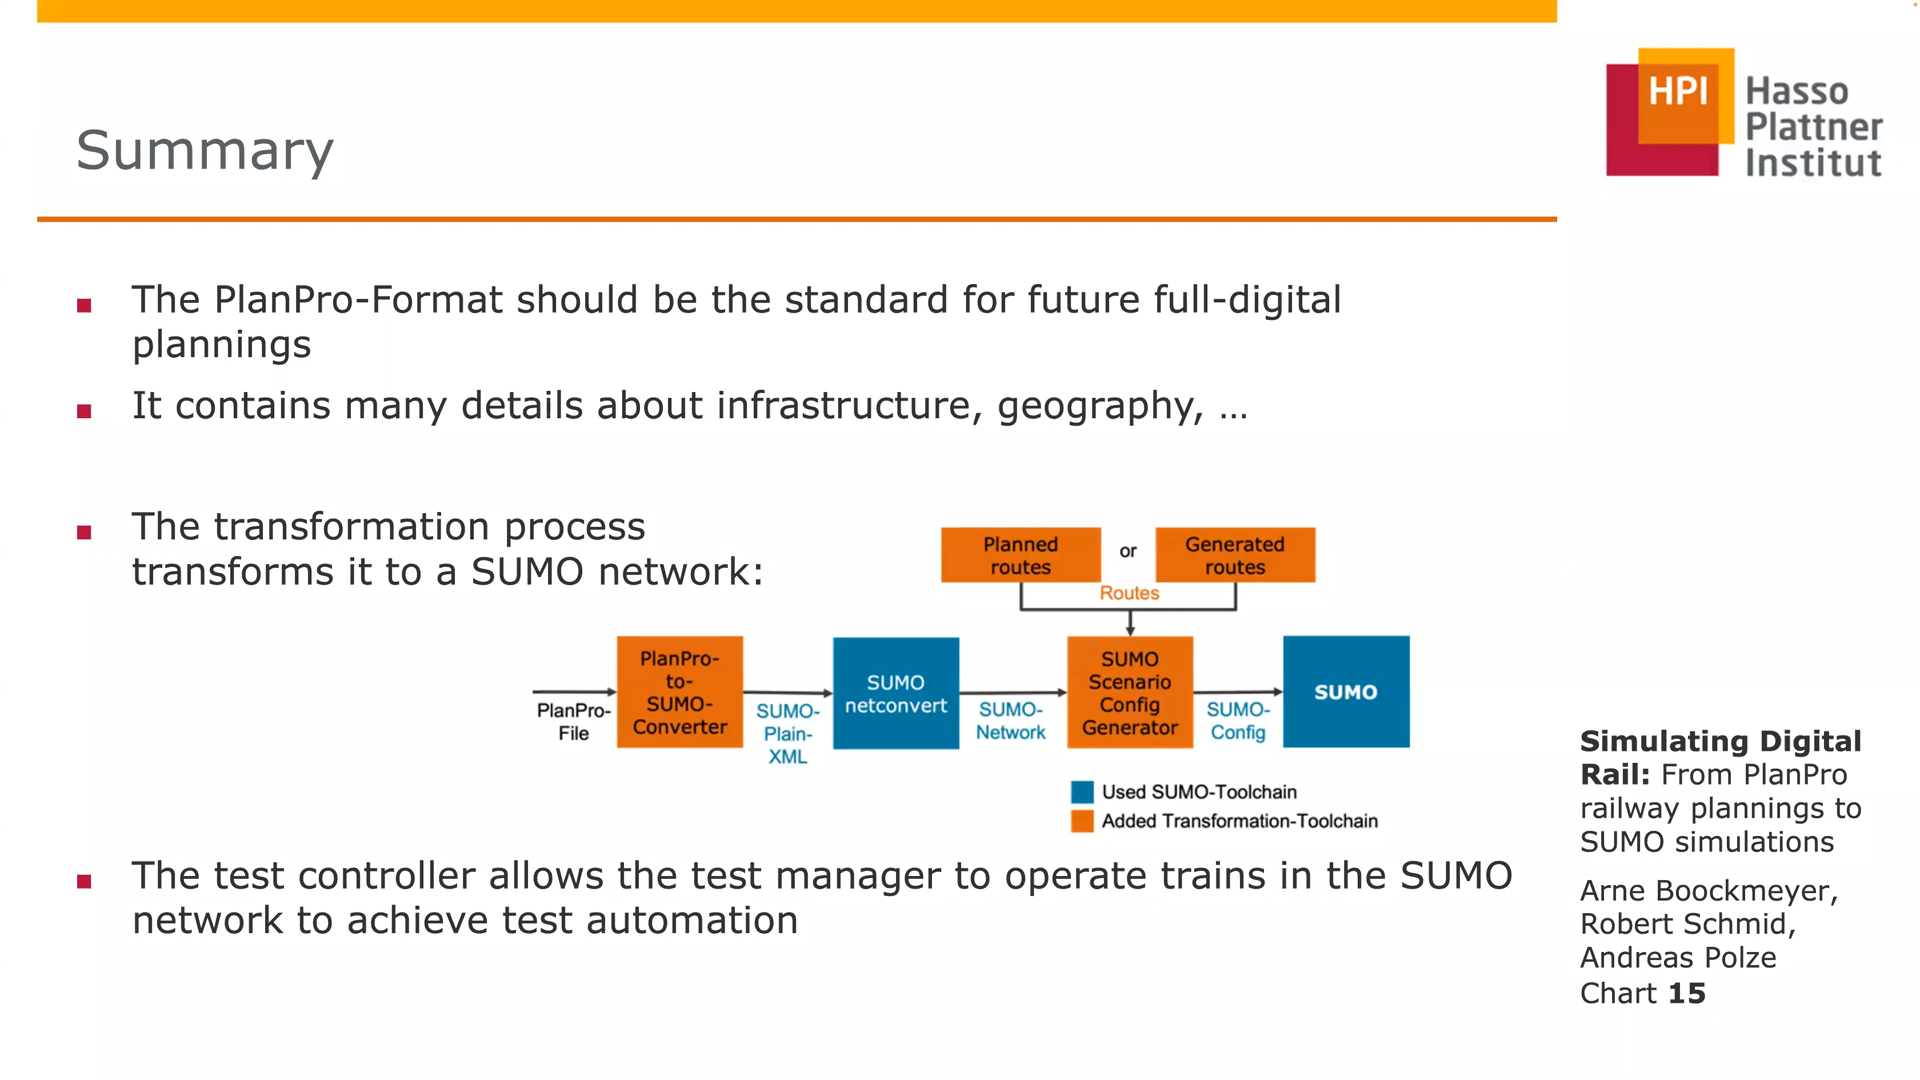 HPI
Hasso
Plattner
Institut
Summary
■ The PlanPro-Format should be the standard for future full-digital
plannings
■ It contains many details about infrastructure, geography, ...
■ The transformation process
transforms it to a SUMO network:
Planned
routes
or
Generated
routes
Routes
PlanPro-
File
PlanPro-
to-
SUMO-
Converter
SUMO-
Plain-
XML
SUMO
netconvert
SUMO-
Network
SUMO
Scenario
Config
Generator
SUMO-
Config
SUMO
Used SUMO-Toolchain
Added Transformation-Toolchain
■ The test controller allows the test manager to operate trains in the SUMO
network to achieve test automation
Simulating Digital
Rail: From PlanPro
railway plannings to
SUMO simulations
Arne Boockmeyer,
Robert Schmid,
Andreas Polze
Chart 15